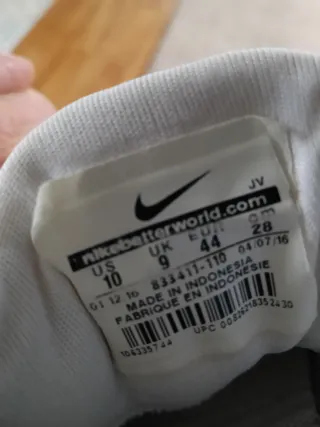 JV
nikebetterworld.com
US UK EUR cm
10 9 44 28
01 12 16 833411-110 04/07/16
MADE IN INDONESIA
FABRIQUE EN INDONESIE
UPC